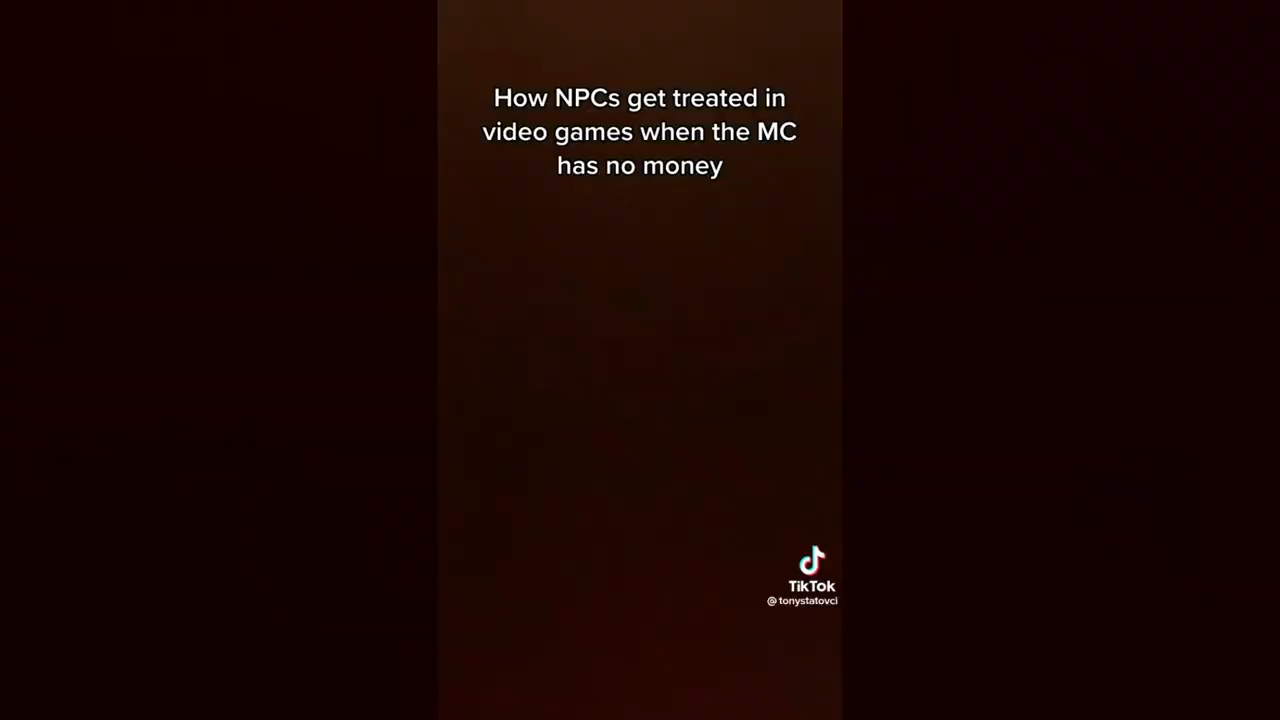 How NPCs get treated in
video games when the MC
has no money
TikTok
@tonystatovci